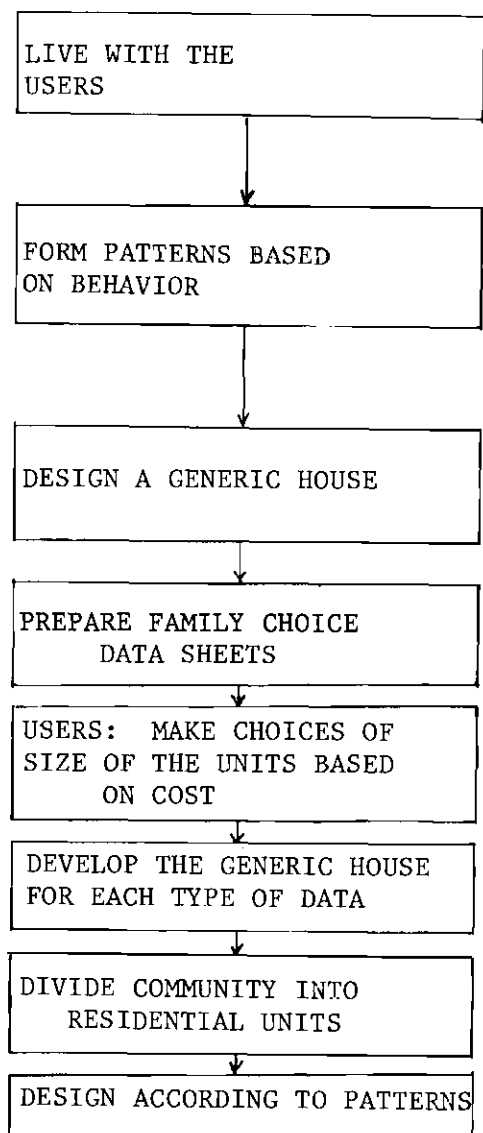 LIVE WITH THE
USERS
FORM PATTERNS BASED
ON BEHAVIOR
DESIGN A GENERIC HOUSE
PREPARE FAMILY CHOICE
DATA SHEETS
USERS: MAKE CHOICES OF
SIZE OF THE UNITS BASED
ON COST
DEVELOP THE GENERIC HOUSE
FOR EACH TYPE OF DATA
DIVIDE COMMUNITY INTO
RESIDENTIAL UNITS
DESIGN ACCORDING TO PATTERNS